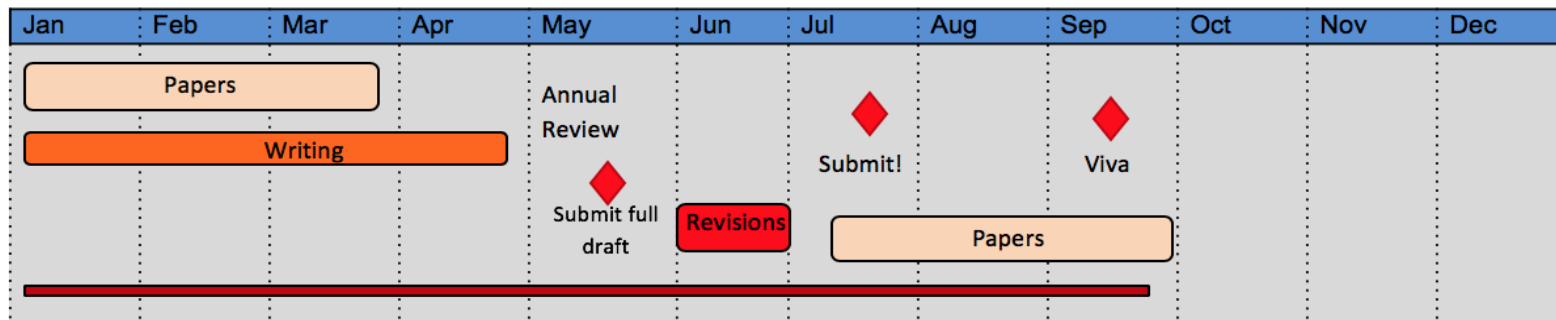 Jan Feb Mar Apr May Jun Jul Aug Sep Oct Nov Dec
Papers
Writing
Annual
Review
Submit full
draft
Revisions
Submit!
Viva
Papers